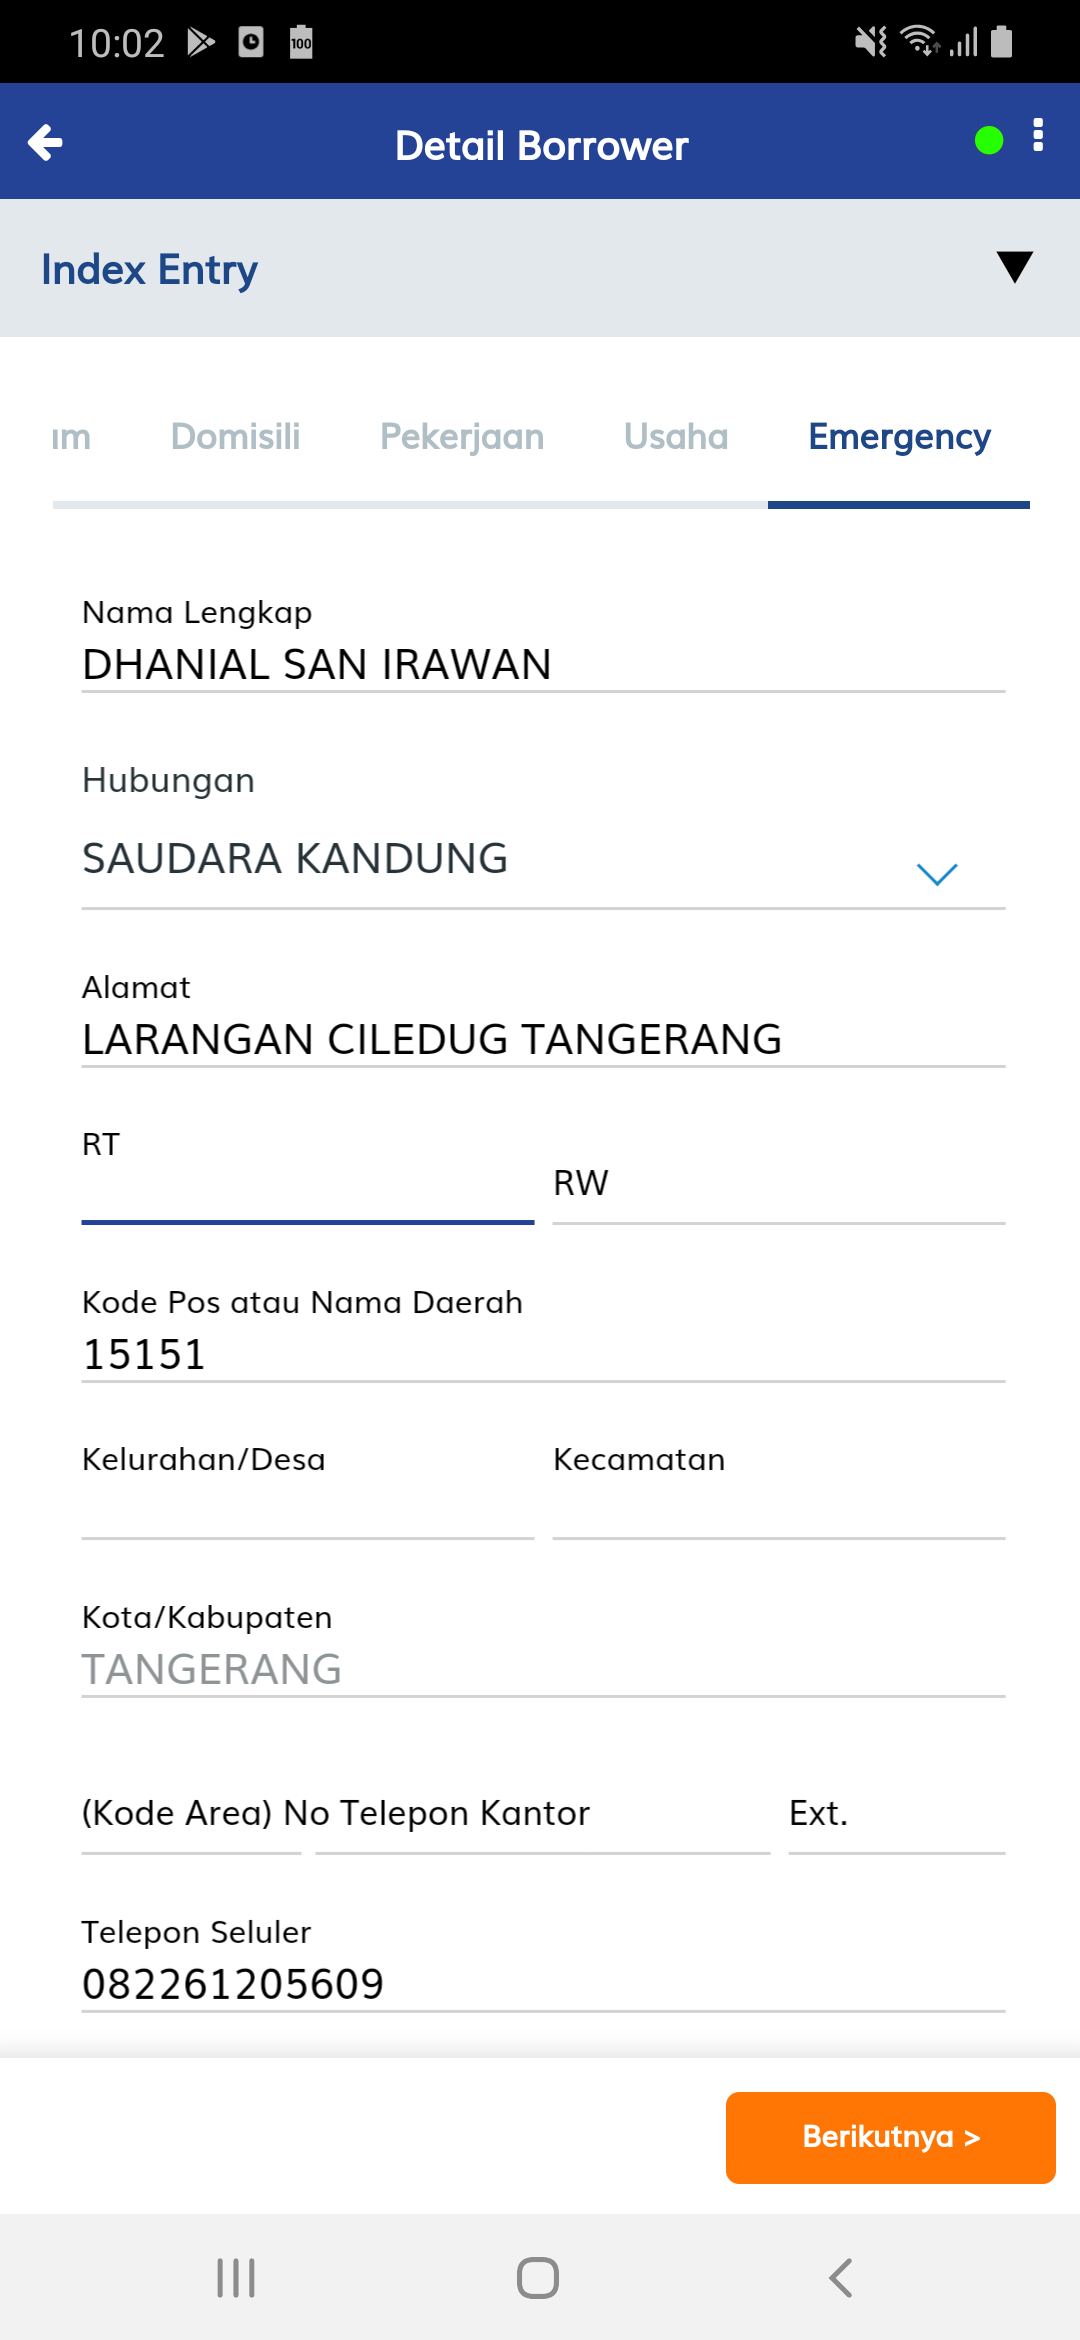 10:02
100
Detail Borrower
Index Entry
Domisili Pekerjaan Usaha Emergency
Nama Lengkap
DHANIAL SAN IRAWAN
Hubungan
SAUDARA KANDUNG
Alamat
LARANGAN CILEDUG TANGERANG
RT
RW
Kode Pos atau Nama Daerah
15151
Kelurahan/Desa Kecamatan
Kota/Kabupaten
TANGERANG
(Kode Area) No Telepon Kantor Ext.
Telepon Seluler
082261205609
Berikutnya >